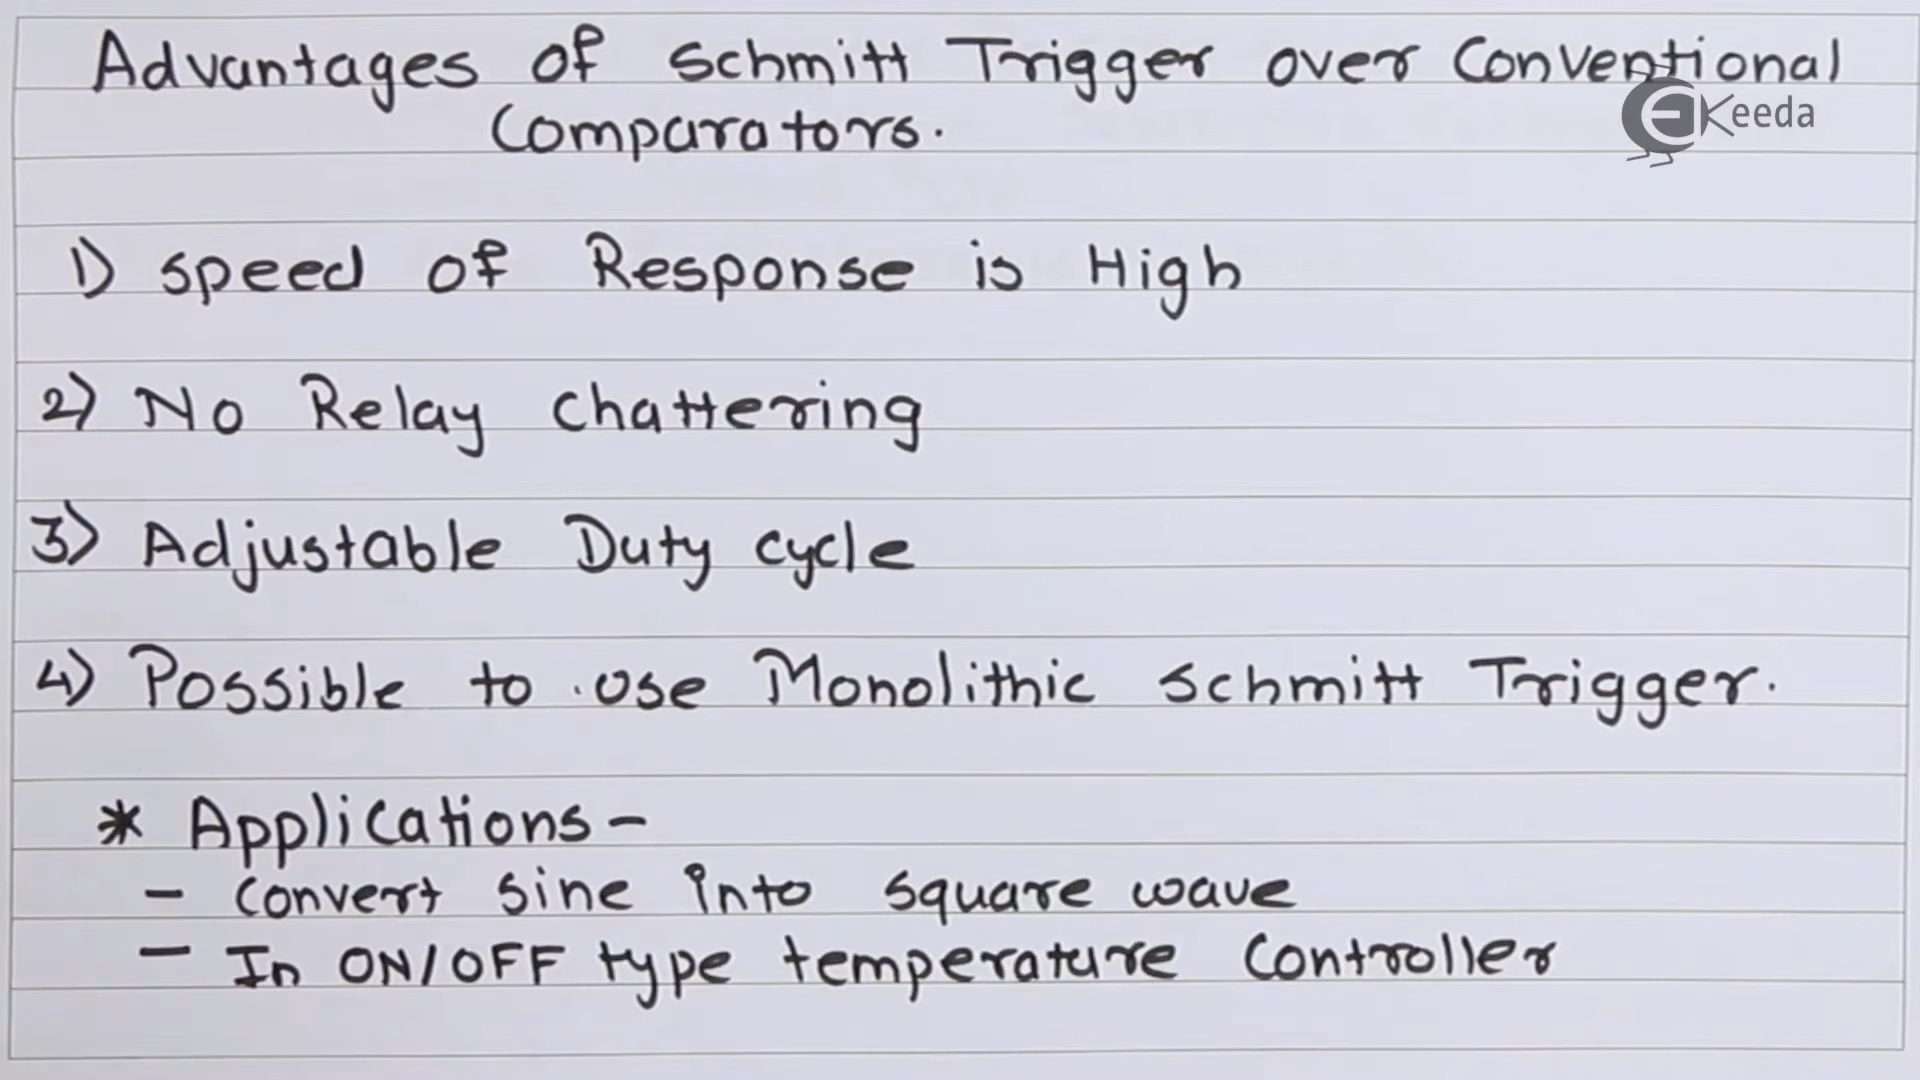 Advantages of Schmitt Trigger over Conventional
Comparators.
EKeeda
1) Speed of Response is High
2) No Relay Chattering
3) Adjustable Duty cycle
4) Possible to use Monolithic Schmitt Trigger.
* Applications -
- Convert Sine into square wave
- In ON/OFF type temperature Controller